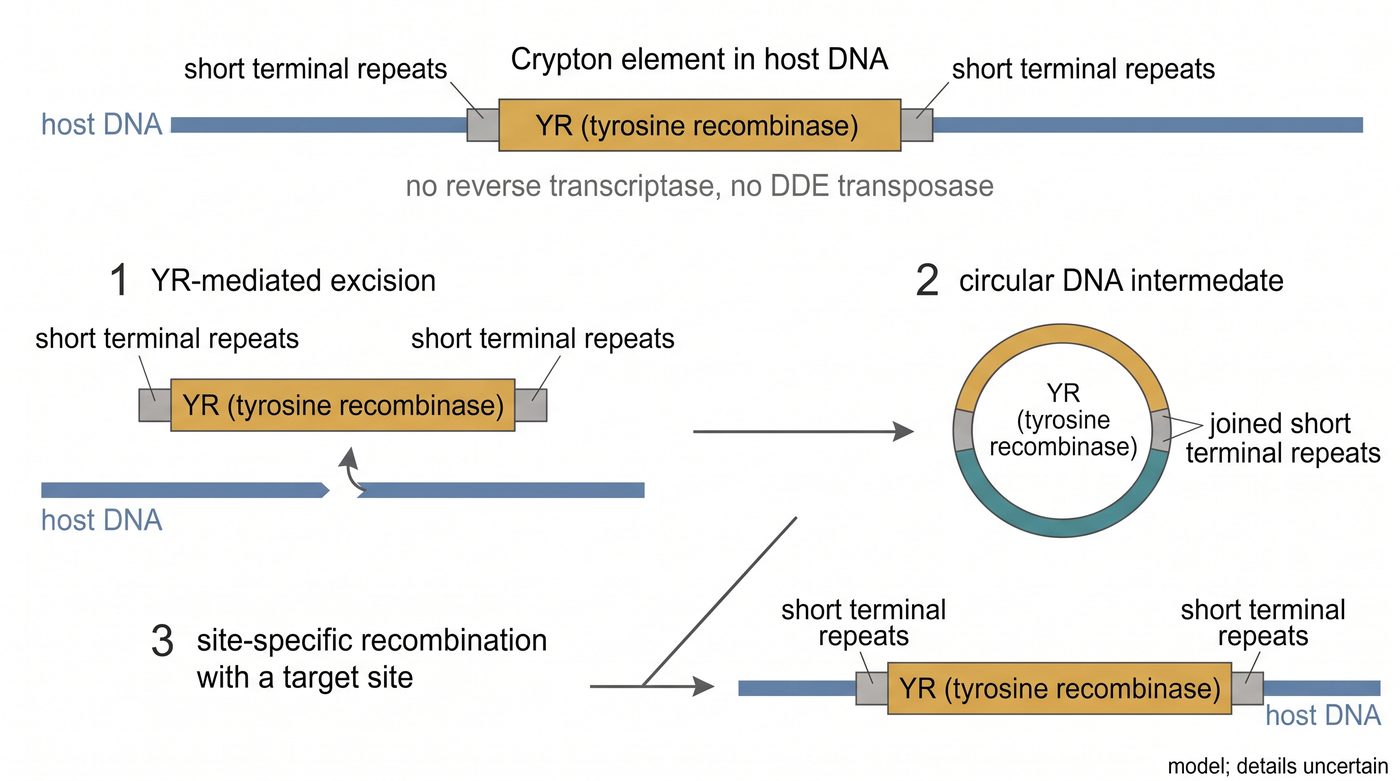 Crypton element in host DNA
short terminal repeats
short terminal repeats
host DNA
YR (tyrosine recombinase)
no reverse transcriptase, no DDE transposase
1 YR-mediated excision
short terminal repeats
short terminal repeats
YR (tyrosine recombinase)
host DNA
2 circular DNA intermedate
YR
(tyrosine
recombinase)
joined short
terminal repeats
3 site-specific recombination
with a target site
short terminal
repeats
short terminal
repeats
YR (tyrosine recombinase)
host DNA
model; details uncertain